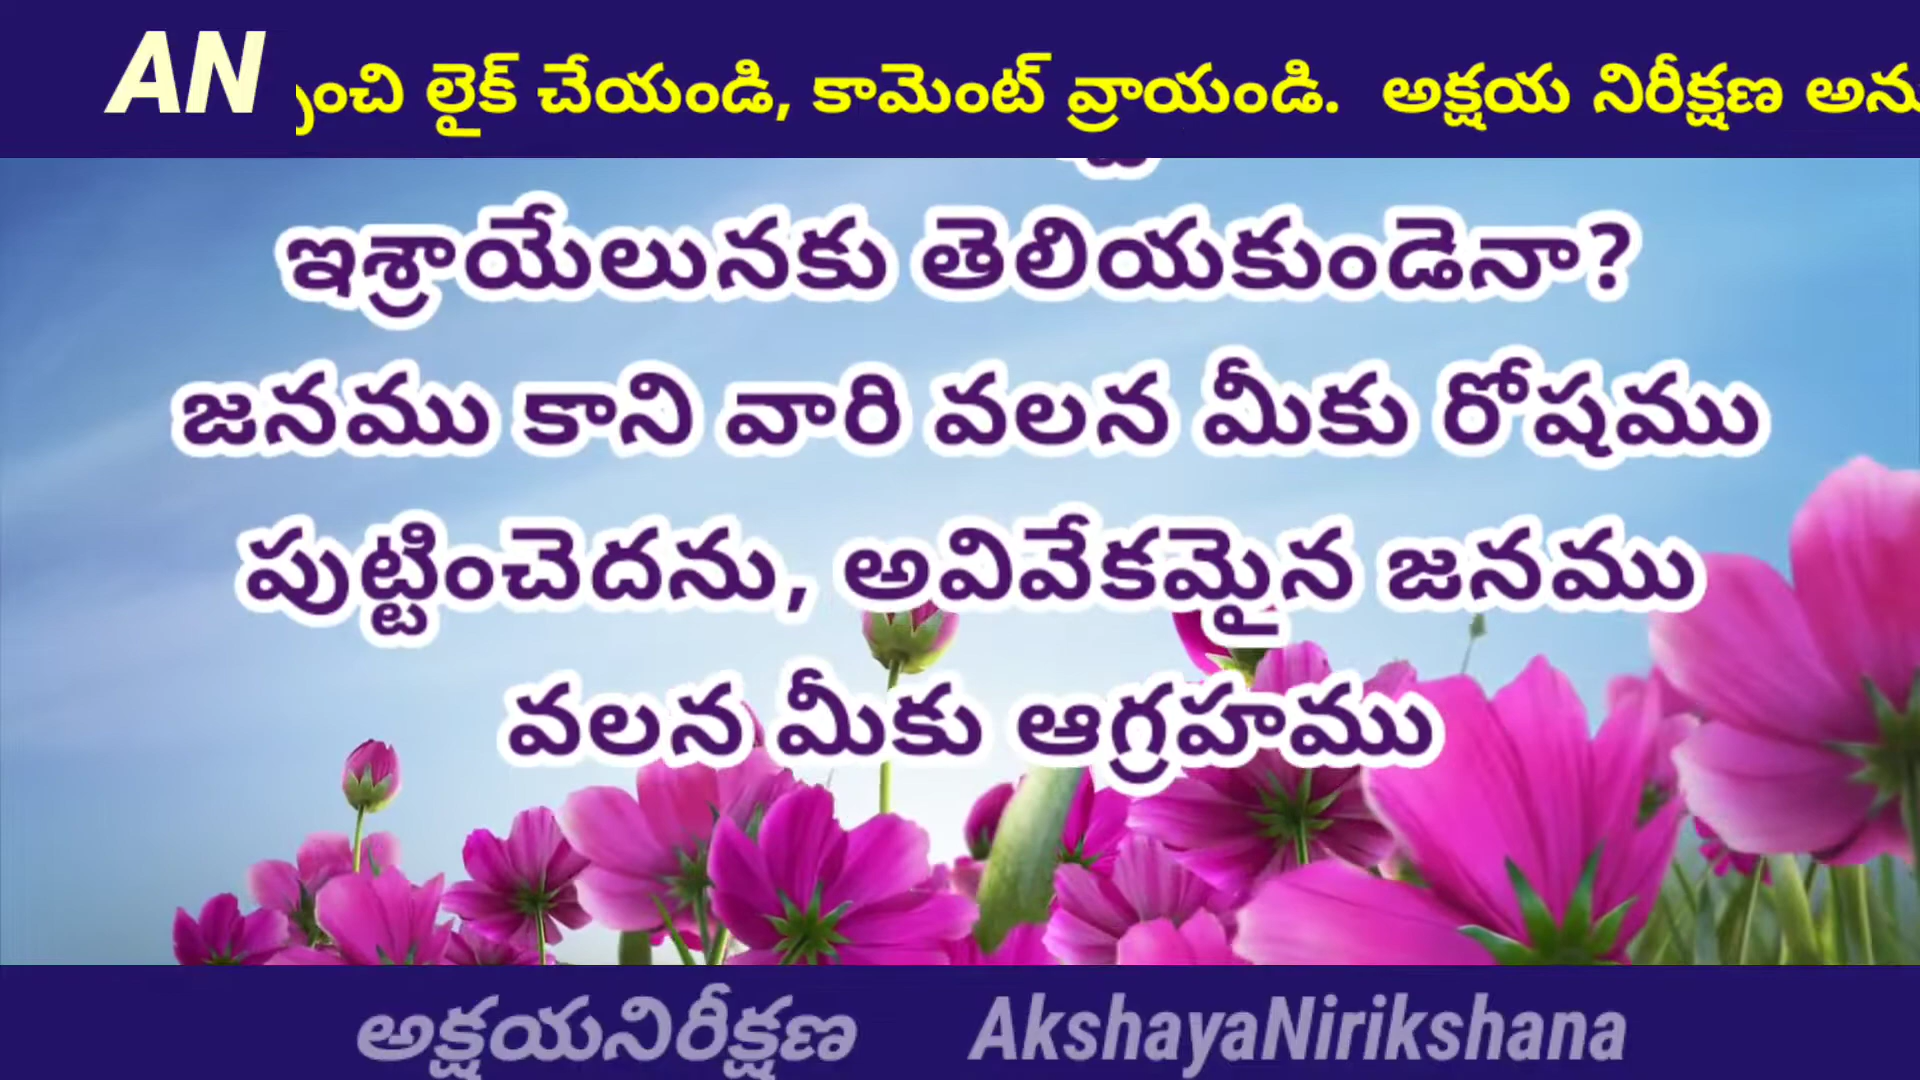 AN
లైక్ చేయండి, కామెంట్ వ్రాయండి. అక్షయ నిరీక్షణ
ఇశ్రాయేలునకు తెలియకుండెనా?
జనము కాని వారి వలన మీకు రోషము
పుట్టించెదను, అవివేకమైన జనము
వలన మీకు ఆగ్రహము
అక్షయనిరీక్షణ AkshayaNirikshana